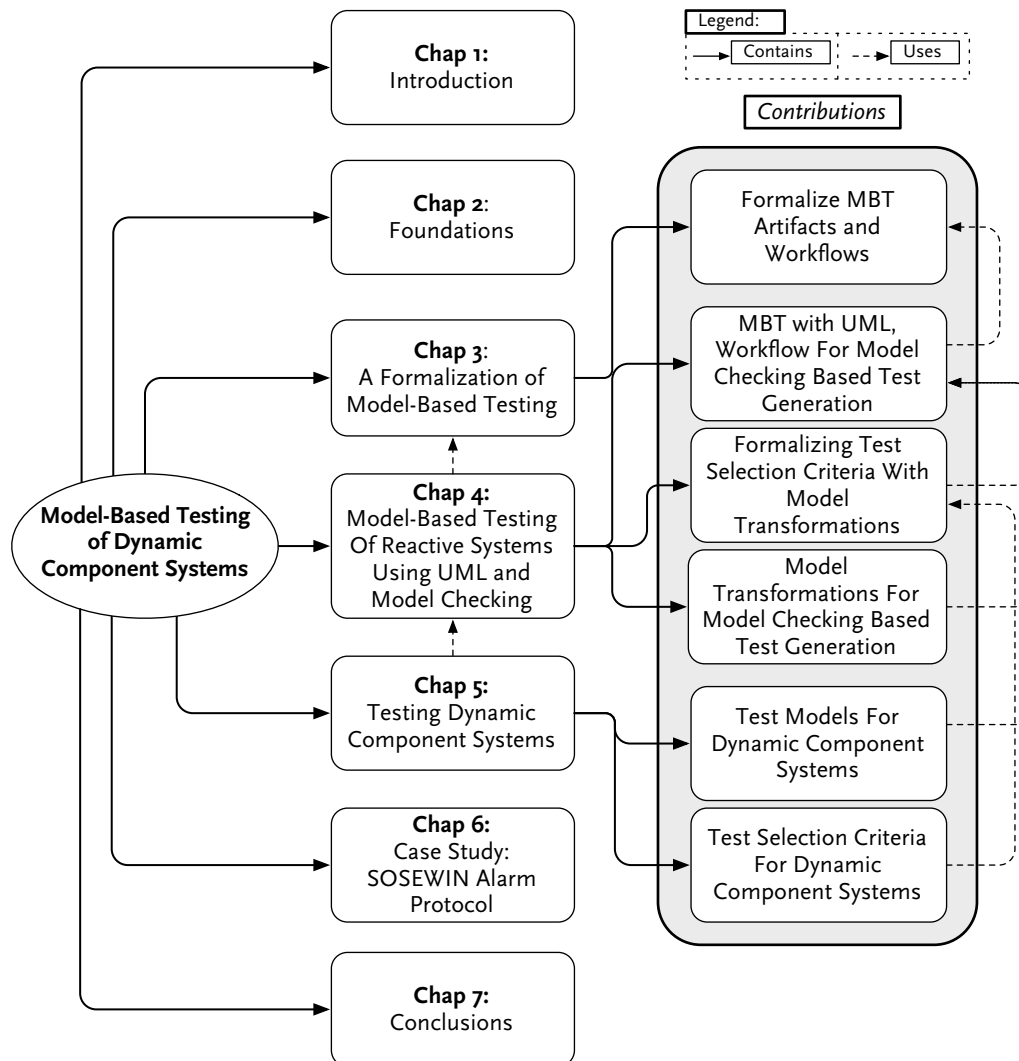 Legend:
Contains
Uses
Contributions
Model-Based Testing
of Dynamic
Component Systems
Chap 1:
Introduction
Chap 2:
Foundations
Chap 3:
A Formalization of
Model-Based Testing
Chap 4:
Model-Based Testing
Of Reactive Systems
Using UML and
Model Checking
Chap 5:
Testing Dynamic
Component Systems
Chap 6:
Case Study:
SOSEWIN Alarm
Protocol
Chap 7:
Conclusions
Formalize MBT
Artifacts and
Workflows
MBT with UML,
Workflow For Model
Checking Based Test
Generation
Formalizing Test
Selection Criteria With
Model
Transformations
Model
Transformations For
Model Checking Based
Test Generation
Test Models For
Dynamic Component
Systems
Test Selection Criteria
For Dynamic
Component Systems